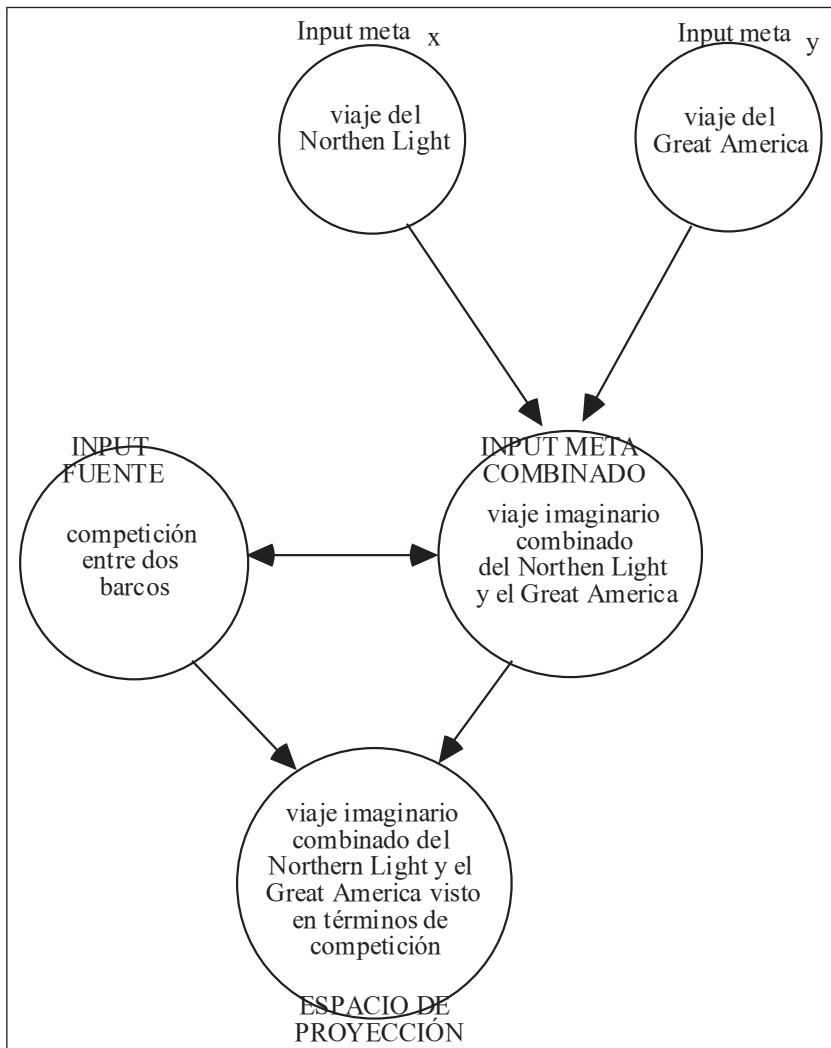 Input meta x
viaje del
Northen Light
Input meta y
viaje del
Great America
INPUT
FUENTE
competición
entre dos
barcos
INPUT META
COMBINADO
viaje imaginario
combinado
del Northen Light
y el Great America
viaje imaginario
combinado del
Northern Light y el
Great America visto
en términos de
competición
ESPACIO DE
PROYECCIÓN